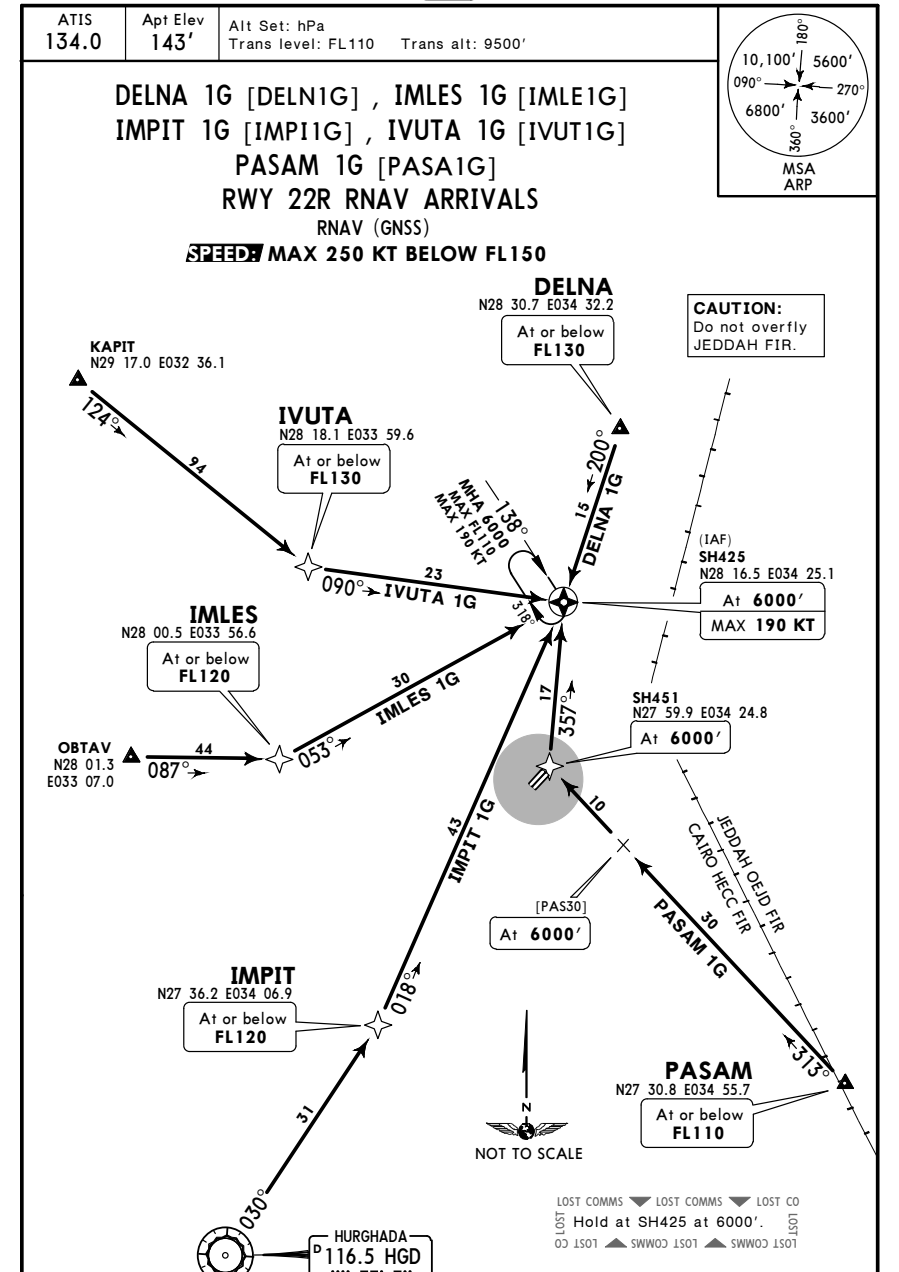 ATIS
134.0
Apt Elev
143'
Alt Set: hPa
Trans level: FL110 Trans alt: 9500'
180°
10,100' 5600'
090° 270°
6800' 3600'
360°
MSA
ARP
DELNA 1G [DELN1G] , IMLES 1G [IMLE1G]
IMPIT 1G [IMPI1G] , IVUTA 1G [IVUT1G]
PASAM 1G [PASA1G]
RWY 22R RNAV ARRIVALS
RNAV (GNSS)
SPEED: MAX 250 KT BELOW FL150
DELNA
N28 30.7 E034 32.2
At or below
FL130
CAUTION:
Do not overfly
JEDDAH FIR.
KAPIT
N29 17.0 E032 36.1
124°
94
IVUTA
N28 18.1 E033 59.6
At or below
FL130
200°
15
DELNA 1G
MHA 6000
MAX FL110
MAX 190 KT
138°
318°
(IAF)
SH425
N28 16.5 E034 25.1
At 6000'
MAX 190 KT
23
090° IVUTA 1G
IMLES
N28 00.5 E033 56.6
At or below
FL120
30
IMLES 1G
053°
OBTAV
N28 01.3
E033 07.0
44
087°
17
357°
SH451
N27 59.9 E034 24.8
At 6000'
10
43
IMPIT 1G
018°
[PAS30]
At 6000'
JEDDAH OEJD FIR
CAIRO HECC FIR
30
PASAM 1G
313°
IMPIT
N27 36.2 E034 06.9
At or below
FL120
PASAM
N27 30.8 E034 55.7
At or below
FL110
31
030°
N
NOT TO SCALE
LOST COMMS LOST COMMS LOST CO
LOST
Hold at SH425 at 6000'.
LOST
LOST COMMS LOST COMMS LOST CO
HURGHADA
D 116.5 HGD